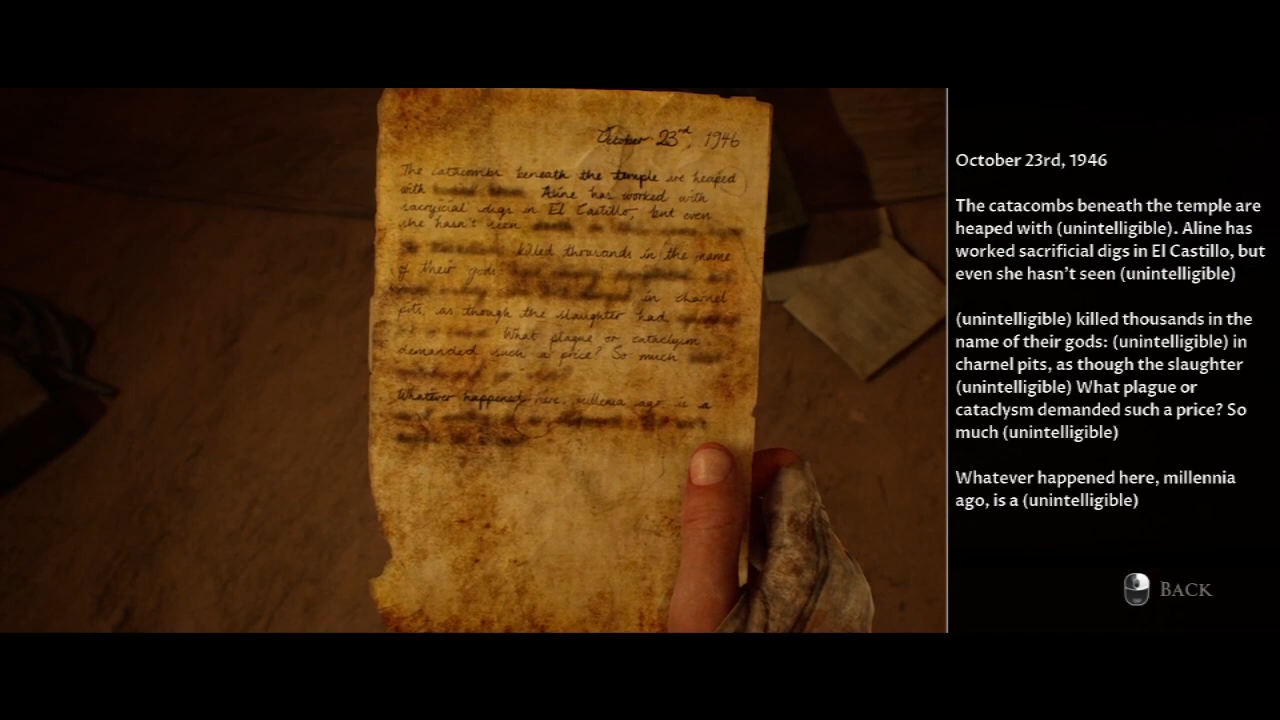 October 23rd, 1946
The catacombs beneath the temple are heaped
with
Aline has worked with
sacrificial digs in El Castillo, but even
she hasn't seen
killed thousands in the name
of their gods:
in charnel
pits, as though the slaughter had
What plague or cataclysm
demanded such a price? So much
Whatever happened here, millenia ago, is a
October 23rd, 1946
The catacombs beneath the temple are
heaped with (unintelligible). Aline has
worked sacrificial digs in El Castillo, but
even she hasn't seen (unintelligible)
(unintelligible) killed thousands in the
name of their gods: (unintelligible) in
charnel pits, as though the slaughter
(unintelligible) What plague or
cataclysm demanded such a price? So
much (unintelligible)
Whatever happened here, millennia
ago, is a (unintelligible)
BACK